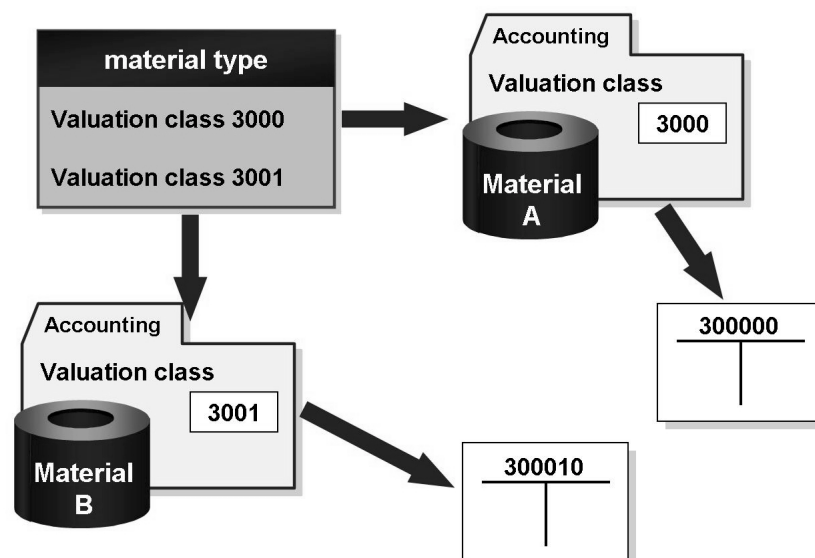 material type
Valuation class 3000
Valuation class 3001
Accounting
Valuation class
3000
Material
A
300000
Accounting
Valuation class
3001
Material
B
300010